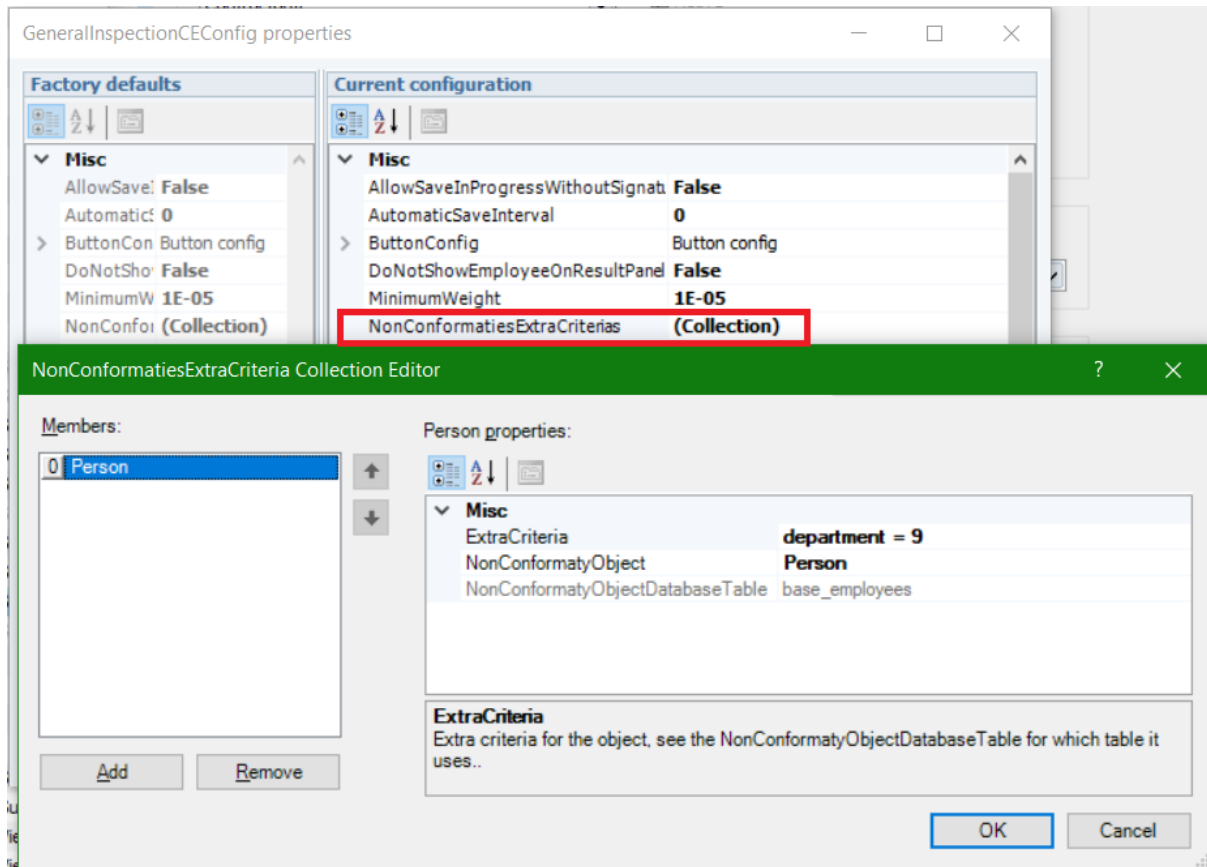 GeneralInspectionCEConfig properties
Factory defaults
Current configuration
Misc
AllowSave
False
Automatic
0
ButtonCon
Button config
DoNotSho
False
MinimumW
1E-05
NonConfor
(Collection)
Misc
AllowSaveInProgressWithoutSignat
False
AutomaticSaveInterval
0
ButtonConfig
Button config
DoNotShowEmployeeOnResultPanel
False
MinimumWeight
1E-05
NonConformatiesExtraCriterias
(Collection)
NonConformatiesExtraCriteria Collection Editor
?
Members:
0 Person
Add
Remove
Person properties:
Misc
ExtraCriteria
department = 9
NonConformatyObject
Person
NonConformatyObjectDatabaseTable
base_employees
ExtraCriteria
Extra criteria for the object, see the NonConformatyObjectDatabaseTable for which table it
uses..
OK
Cancel